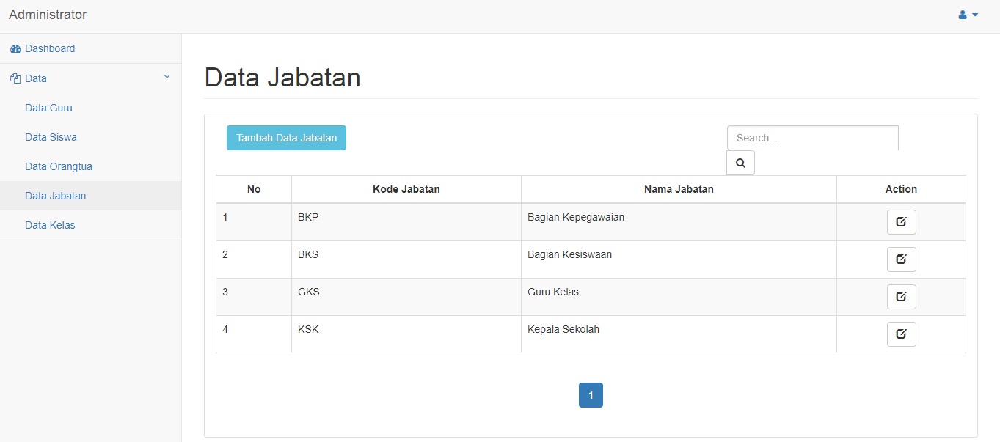 Administrator
Dashboard
Data
Data Guru
Data Siswa
Data Orangtua
Data Jabatan
Data Kelas
Data Jabatan
Tambah Data Jabatan
Search...
No Kode Jabatan Nama Jabatan Action
1 BKP Bagian Kepegawaian
2 BKS Bagian Kesiswaan
3 GKS Guru Kelas
4 KSK Kepala Sekolah
1